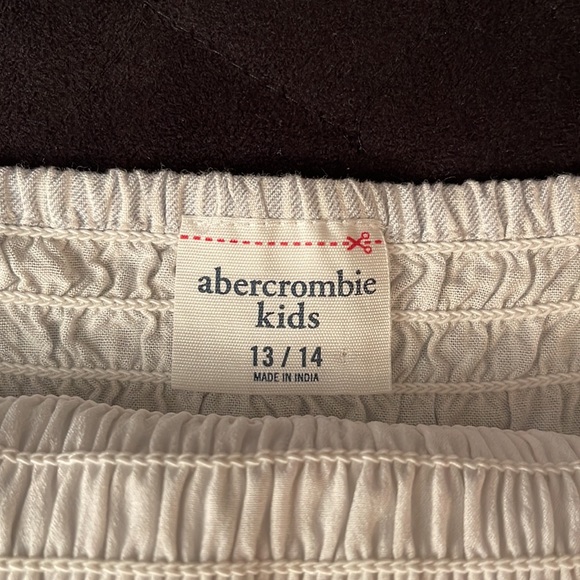 abercrombie
kids
13 / 14
MADE IN INDIA